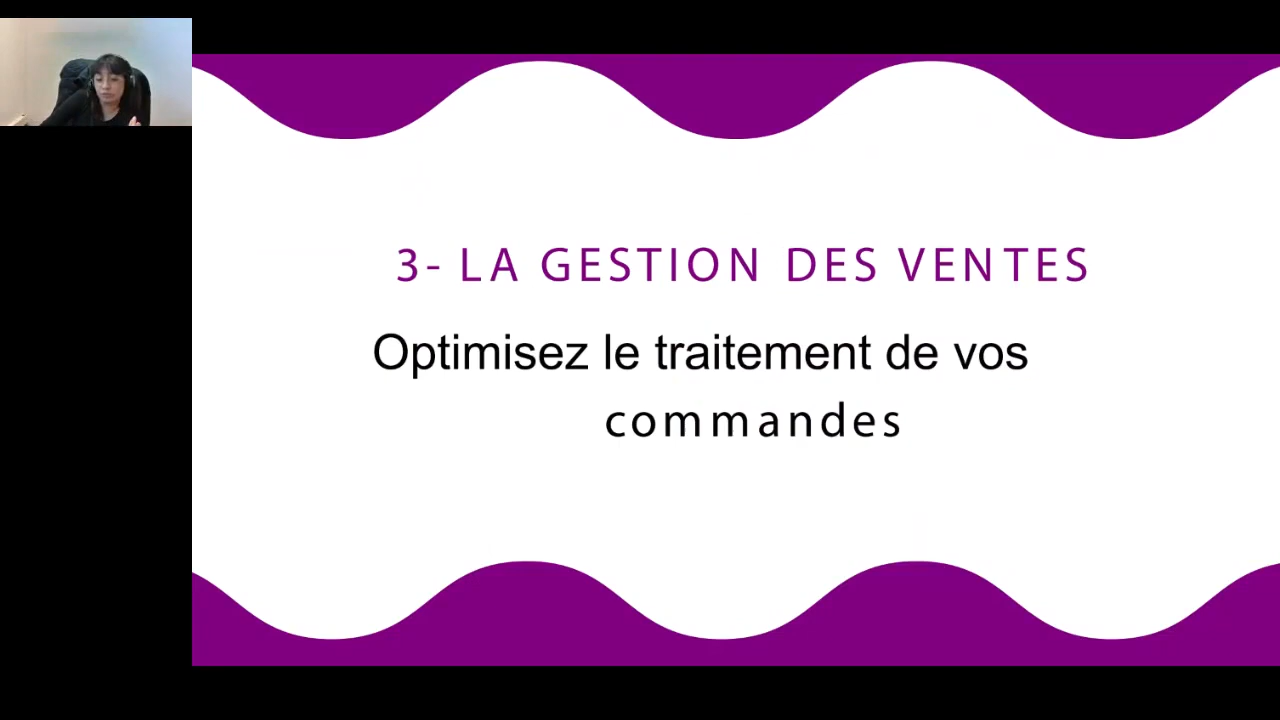 3- LA GESTION DES VENTES
Optimisez le traitement de vos
commandes